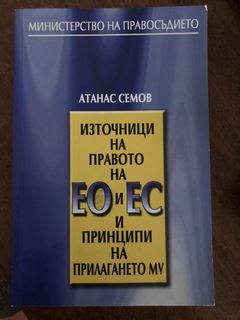 МИНИСТЕРСТВО НА ПРАВОСЪДИЕТО
АТАНАС СЕМОВ
ИЗТОЧНИЦИ
НА
ПРАВОТО
НА
ЕО и ЕС
И
ПРИНЦИПИ
НА
ПРИЛАГАНЕТО МУ